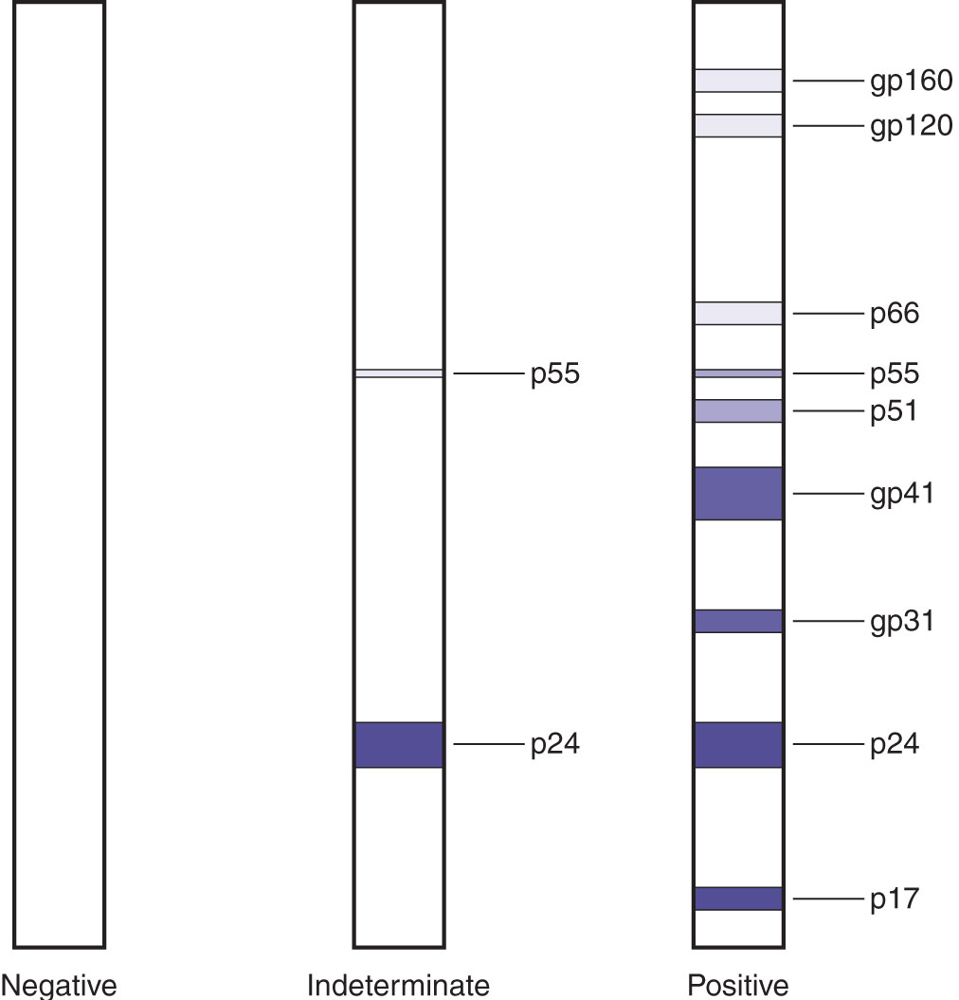 gp160
gp120
p66
p55
p55
p51
gp41
gp31
p24
p24
p17
Negative
Indeterminate
Positive